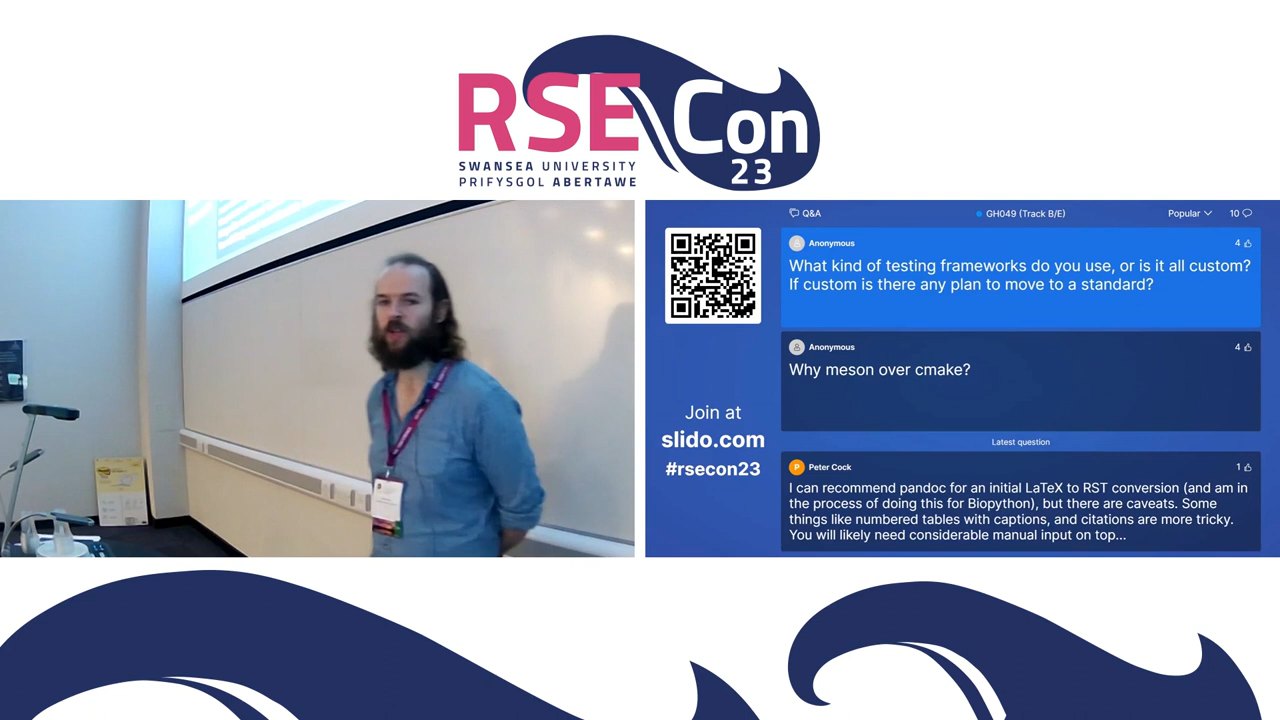 RSE Con
23
SWANSEA UNIVERSITY
PRIFYSGOL ABERTAWE
Q&A
GH049 (Track B/E)
Popular
10
Anonymous
4
What kind of testing frameworks do you use, or is it all custom?
If custom is there any plan to move to a standard?
Anonymous
4
Why meson over cmake?
Join at
slido.com
#rsecon23
Latest question
P
Peter Cock
1
I can recommend pandoc for an initial LaTeX to RST conversion (and am in
the process of doing this for Biopython), but there are caveats. Some
things like numbered tables with captions, and citations are more tricky.
You will likely need considerable manual input on top...